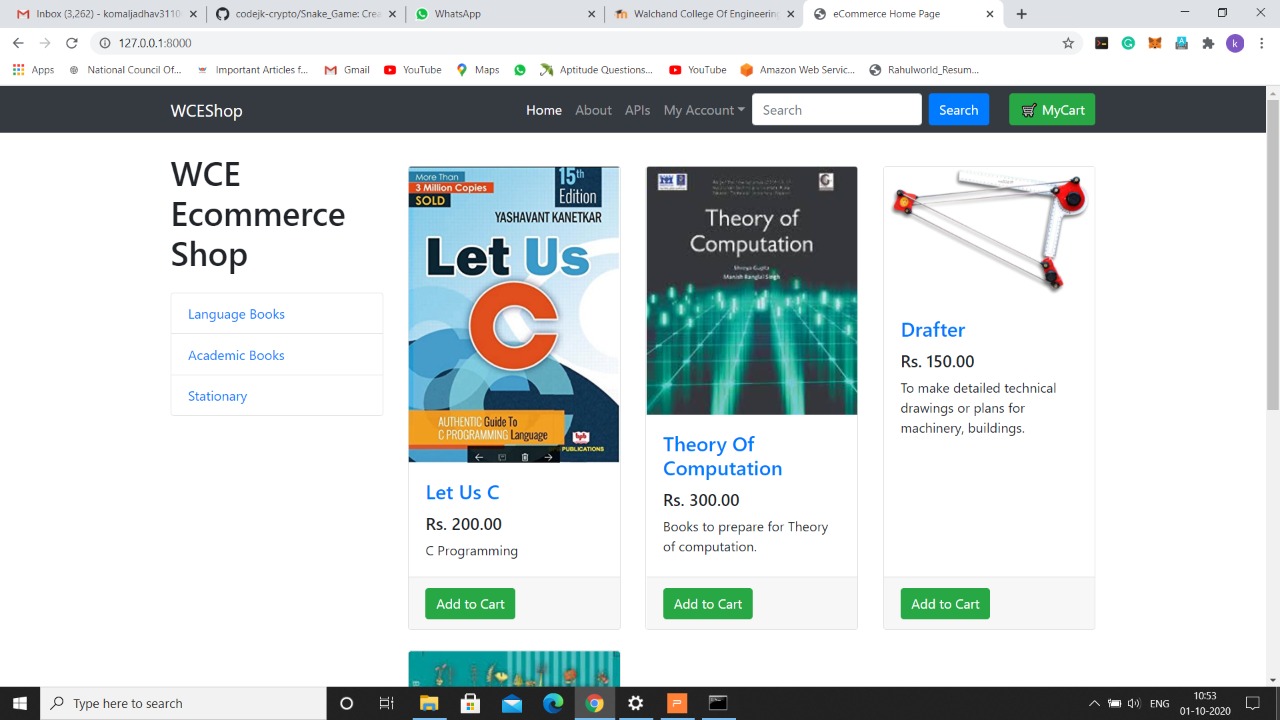 Inbox (3,262) - komaljadhav3110
codejk-crypto/Snake_Game: Crea
WhatsApp
Walchand College Of Engineering
eCommerce Home Page
127.0.0.1:8000
k
Apps
National Council Of...
Important Articles f...
Gmail
YouTube
Maps
Aptitude Questions...
YouTube
Amazon Web Servic...
Rahulworld_Resum...
WCEShop
Home
About
APIs
My Account
Search
Search
MyCart
WCE
Ecommerce
Shop
Language Books
Academic Books
Stationary
More Than
3 Million Copies
SOLD
15th
Edition
YASHAVANT KANETKAR
Let Us
C
AUTHENTIC Guide To
C PROGRAMMING Language
bpb
PUBLICATIONS
Let Us C
Rs. 200.00
C Programming
Add to Cart
Theory of
Computation
Shreya Gupta
Manish Ranglal Singh
Theory Of
Computation
Rs. 300.00
Books to prepare for Theory
of computation.
Add to Cart
Drafter
Rs. 150.00
To make detailed technical
drawings or plans for
machinery, buildings.
Add to Cart
Type here to search
ENG
10:53
01-10-2020